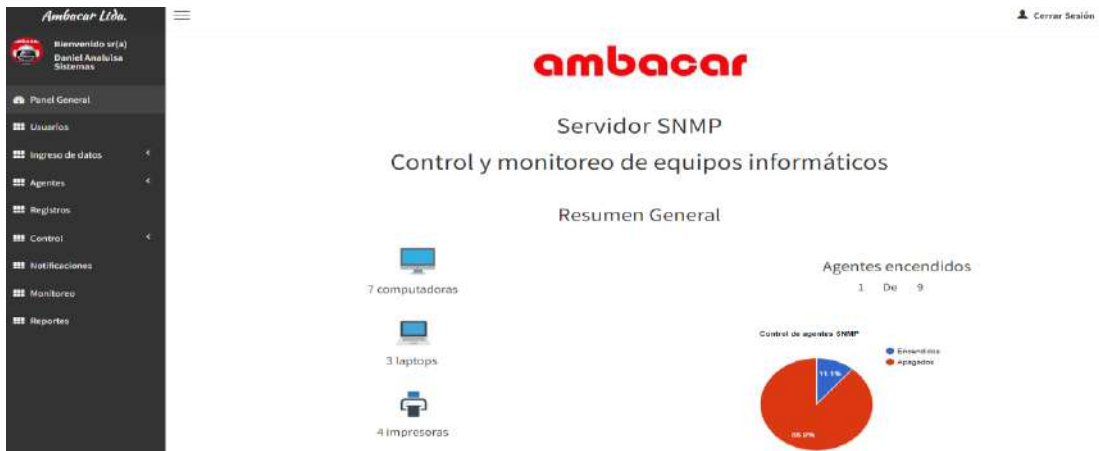 Ambacar Ltda.
Cerrar Sesión
Bienvenido sr(a)
Daniel Analuisa
Sistemas
Panel General
Usuarios
Ingreso de datos
Agentes
Registros
Control
Notificaciones
Monitoreo
Reportes
ambacar
Servidor SNMP
Control y monitoreo de equipos informáticos
Resumen General
7 computadoras
3 laptops
4 impresoras
Agentes encendidos
1 De 9
Control de agentes SNMP
Encendidos
Apagados
11.1%
88.9%